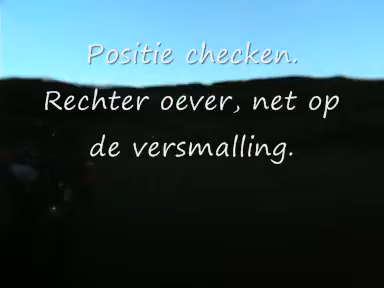 Positie checken.
Rechter oever, net op
de versmalling.